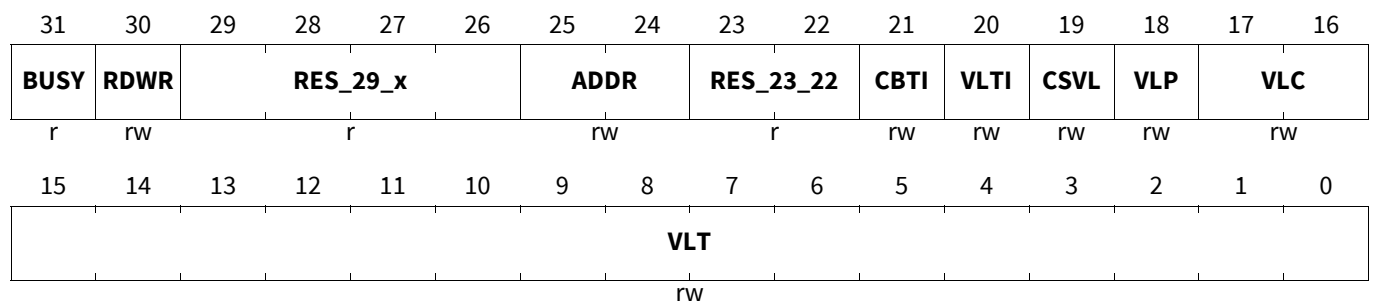 31 30 29 28 27 26 25 24 23 22 21 20 19 18 17 16
BUSY RDWR RES_29_x ADDR RES_23_22 CBTI VLTI CSVL VLP VLC
r rw r rw r rw rw rw rw rw
15 14 13 12 11 10 9 8 7 6 5 4 3 2 1 0
VLT
rw